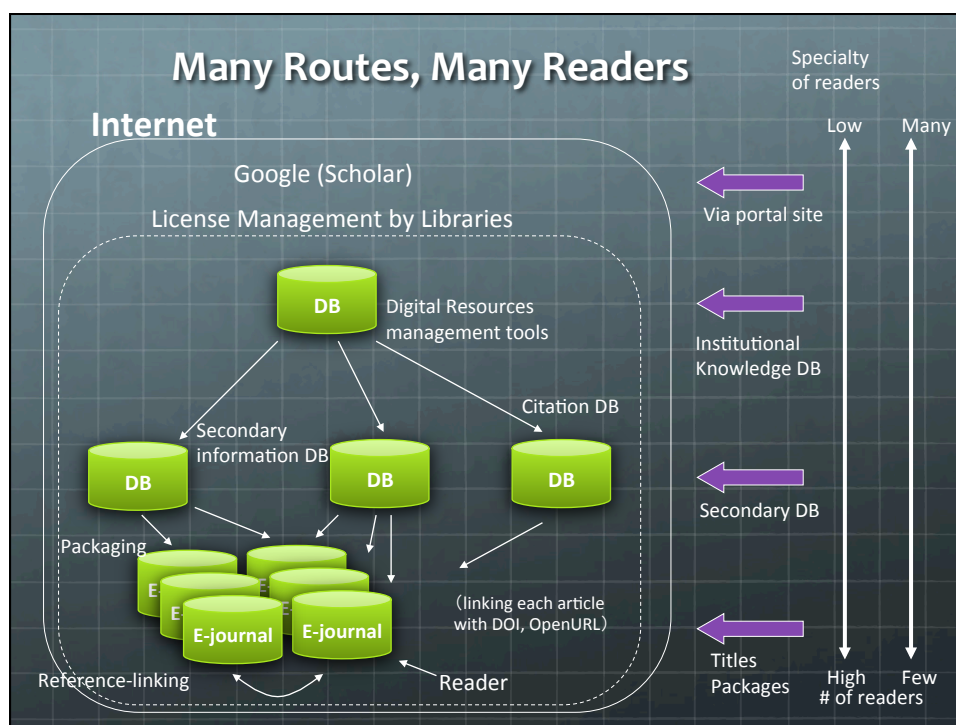 Many Routes, Many Readers
Specialty
of readers
Internet
Low
Many
Google (Scholar)
License Management by Libraries
Via portal site
DB
Digital Resources
management tools
Institutional
Knowledge DB
Citation DB
Secondary
information DB
DB
DB
DB
Secondary DB
Packaging
E-journal
E-journal
(linking each article
with DOI, OpenURL)
Titles
Packages
Reference-linking
Reader
High
Few
# of readers